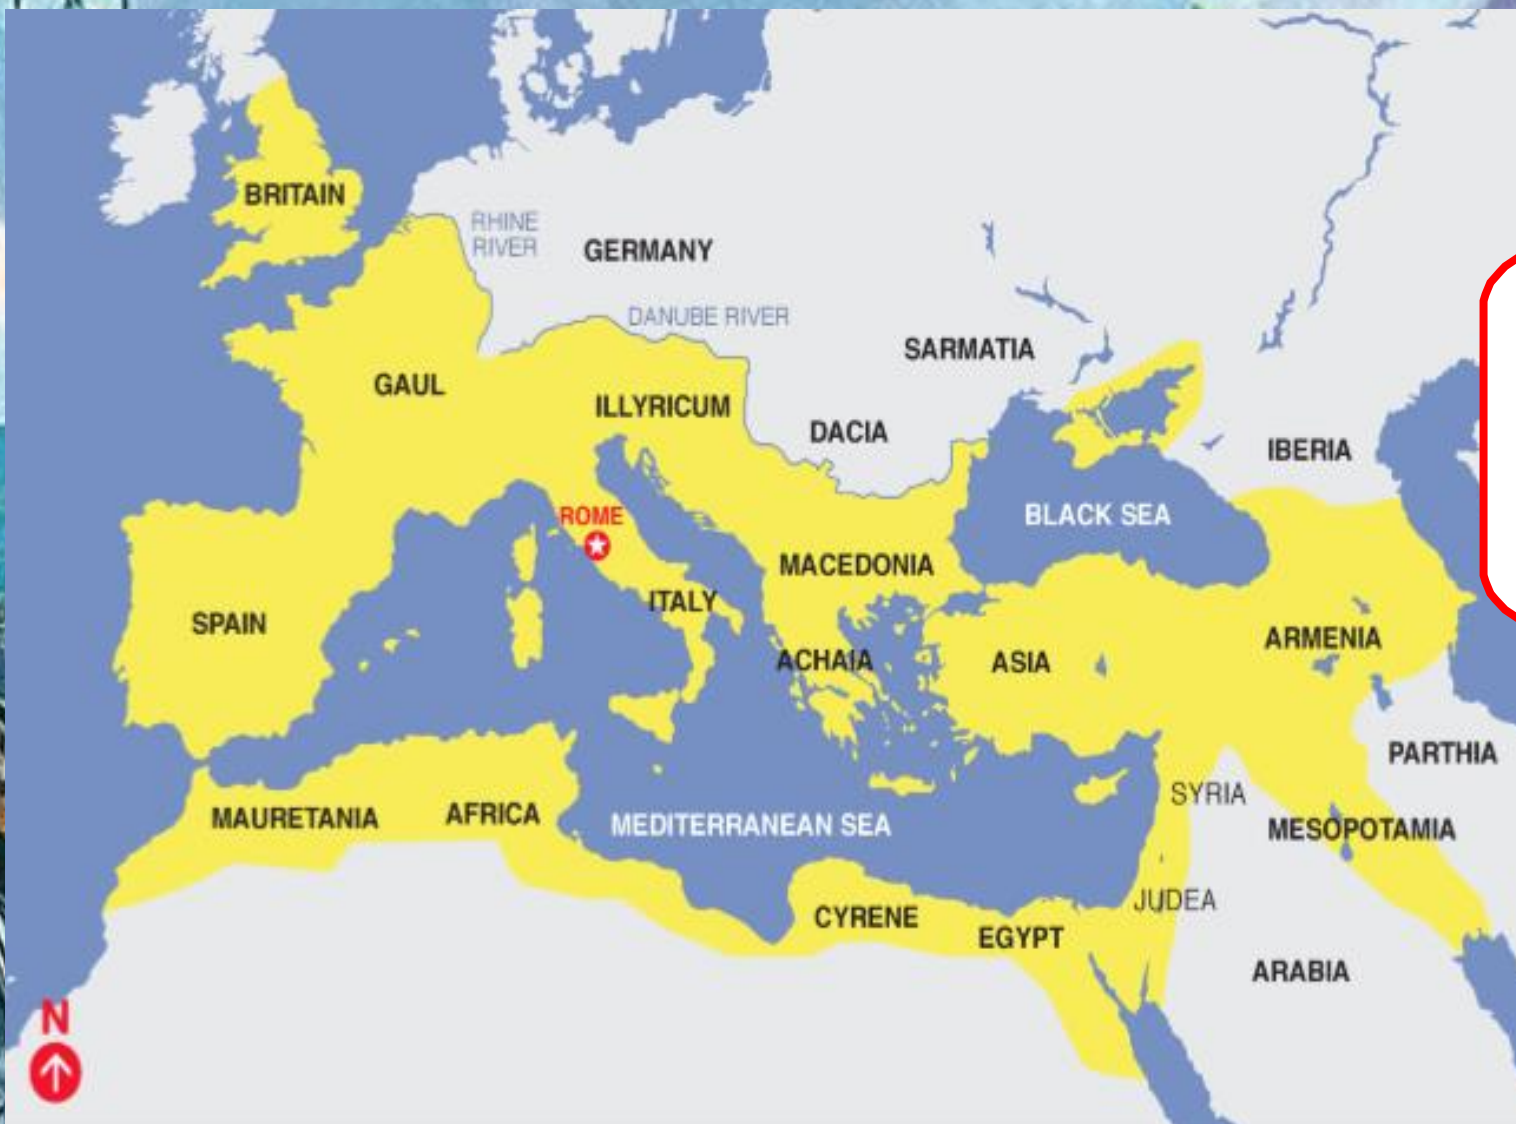 BRITAIN
RHINE
RIVER
GERMANY
DANUBE RIVER
SARMATIA
GAUL
ILLYRICUM
DACIA
IBERIA
ROME
BLACK SEA
MACEDONIA
ITALY
SPAIN
ARMENIA
ACHAIA
ASIA
PARTHIA
SYRIA
MAURETANIA
AFRICA
MEDITERRANEAN SEA
MESOPOTAMIA
JUDEA
CYRENE
EGYPT
ARABIA
N